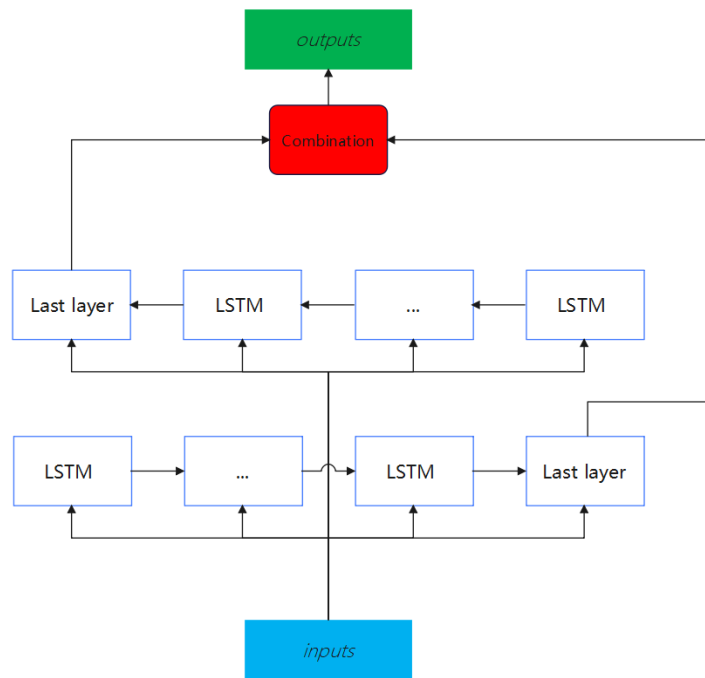 outputs
Combination
Last layer
LSTM
...
LSTM
LSTM
...
LSTM
Last layer
inputs